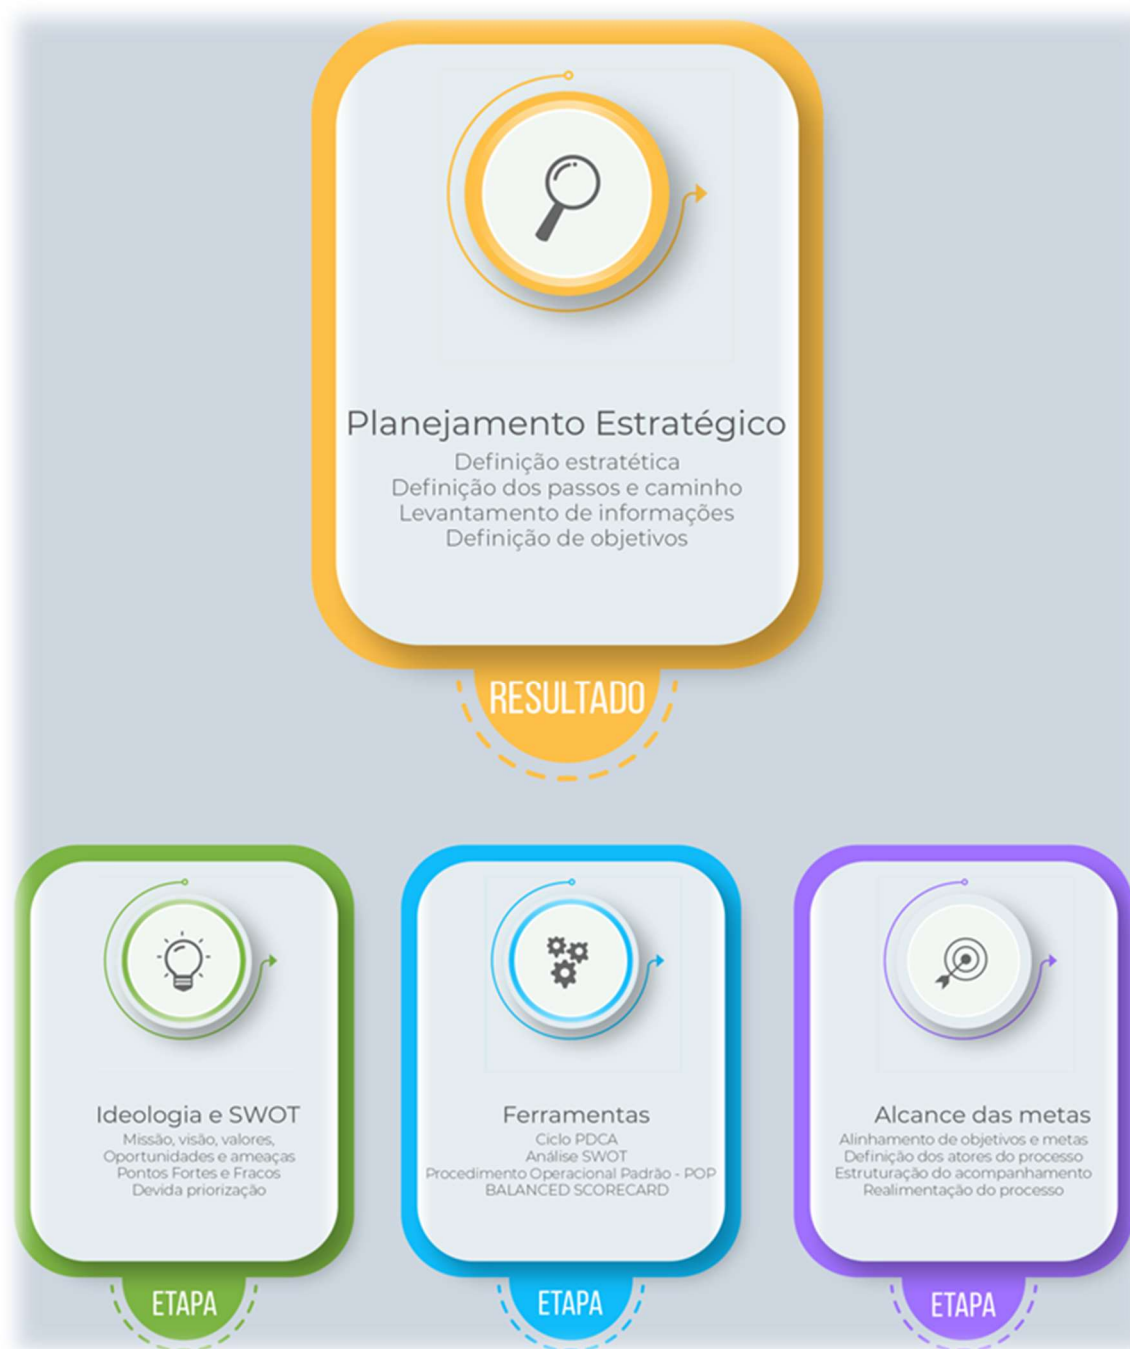 Planejamento Estratégico
Definição estratética
Definição dos passos e caminho
Levantamento de informações
Definição de objetivos
RESULTADO
Ideologia e SWOT
Missão, visão, valores,
Oportunidades e ameaças
Pontos Fortes e Fracos
Devida priorização
ETAPA
Ferramentas
Ciclo PDCA
Análise SWOT
Procedimento Operacional Padrão - POP
BALANCED SCORECARD
ETAPA
Alcance das metas
Alinhamento de objetivos e metas
Definição dos atores do processo
Estruturação do acompanhamento
Realimentação do processo
ETAPA